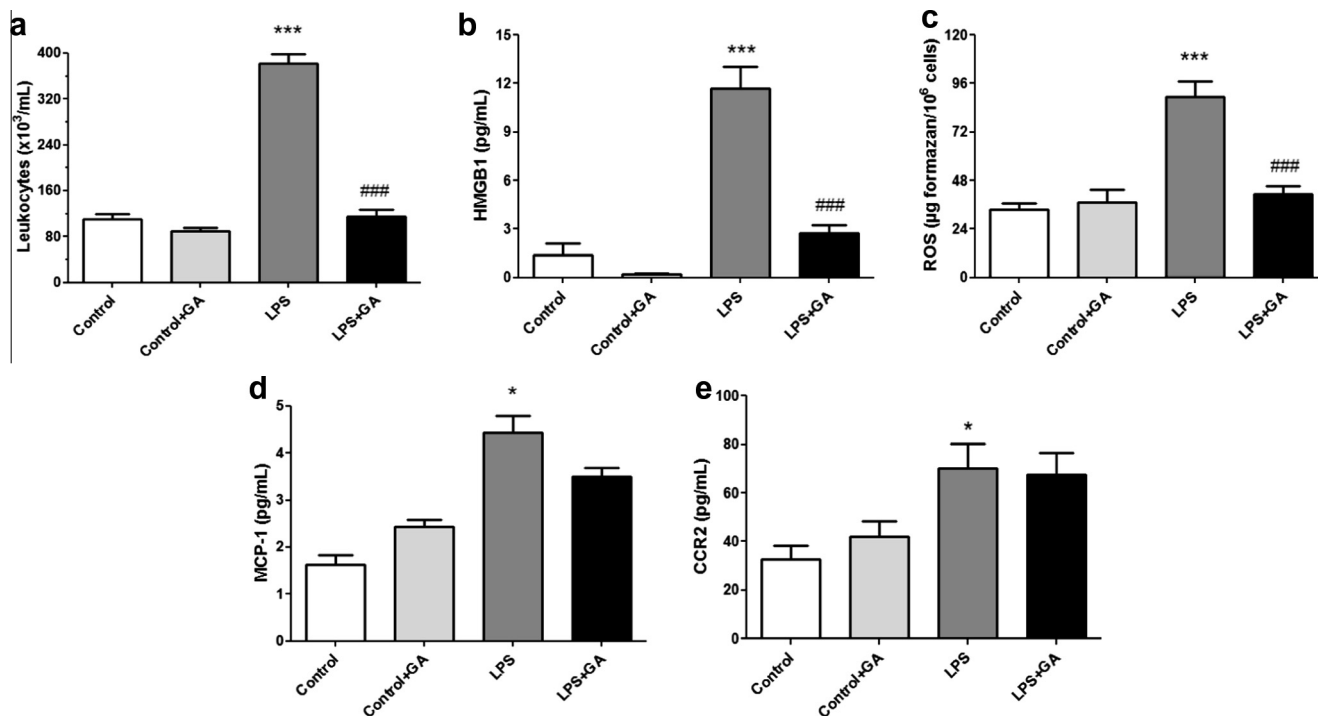 a
Leukocytes (x10³/mL)
400
320
240
160
80
0
***
###
Control
Control+GA
LPS
LPS+GA
b
HMGB1 (pg/mL)
15
12
9
6
3
0
***
###
Control
Control+GA
LPS
LPS+GA
c
ROS (µg formazan/10⁶ cells)
120
96
72
48
24
0
***
###
Control
Control+GA
LPS
LPS+GA
d
MCP-1 (pg/mL)
5
4
3
2
1
0
*
Control
Control+GA
LPS
LPS+GA
e
CCR2 (pg/mL)
100
80
60
40
20
0
*
Control
Control+GA
LPS
LPS+GA